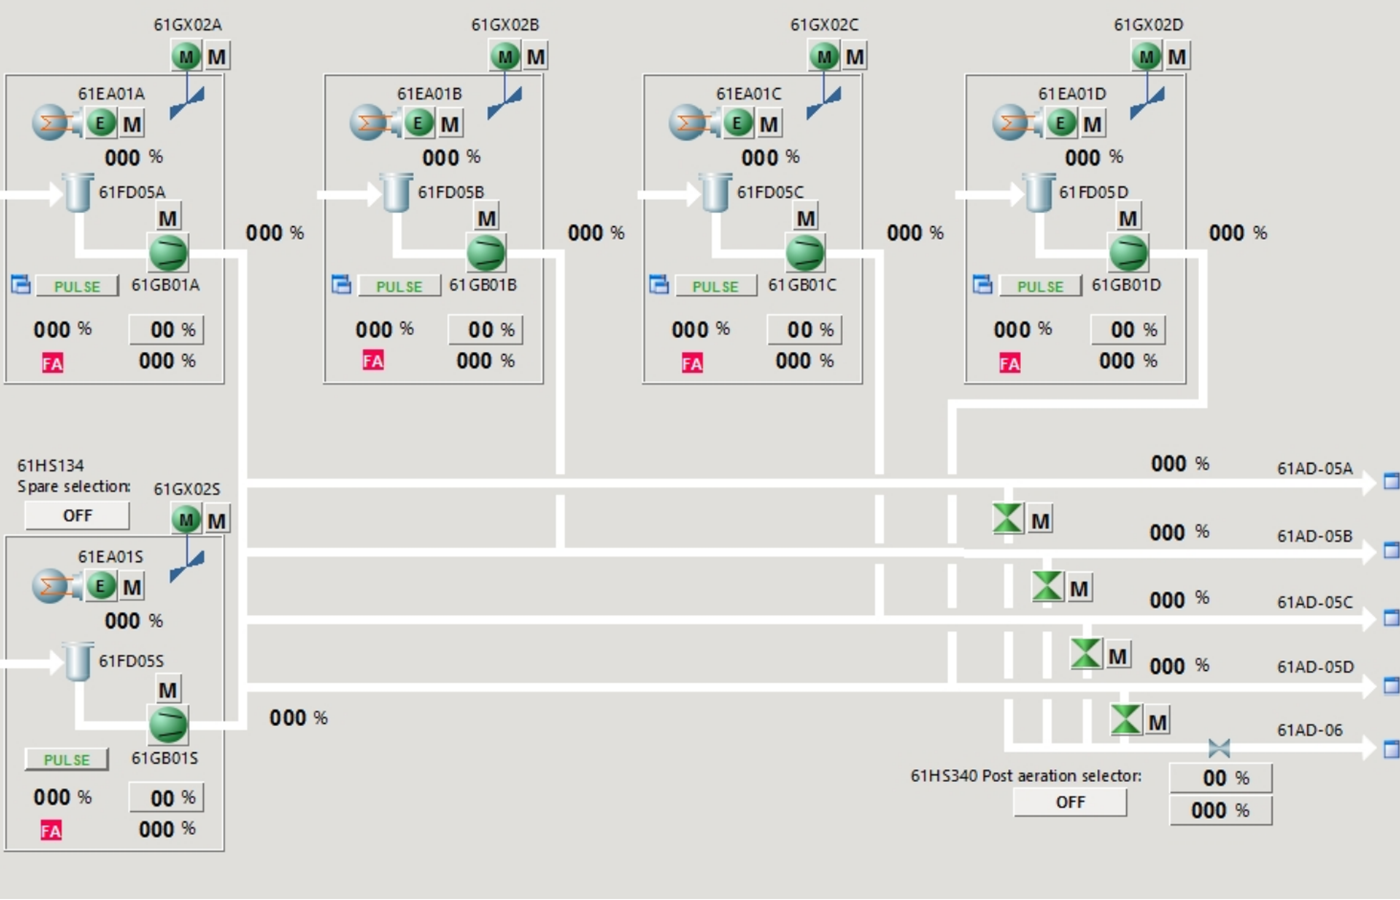 61GX02A 61GX02B 61GX02C 61GX02D
M M M M M M M M
61EA01A 61EA01B 61EA01C 61EA01D
E M E M E M E M
000 % 000 % 000 % 000 %
61FD05A 61FD05B 61FD05C 61FD05D
M M M M
000 % 000 % 000 % 000 %
PULSE 61GB01A PULSE 61GB01B PULSE 61GB01C PULSE 61GB01D
000 % 00 % 000 % 00 % 000 % 00 % 000 % 00 %
FA 000 % FA 000 % FA 000 % FA 000 %
61HS134
Spare selection: 61GX02S
OFF
M M
61EA01S
E M
000 %
61FD05S
M
000 %
PULSE 61GB01S
000 % 00 %
FA 000 %
000 % 61AD-05A
M
000 % 61AD-05B
M
000 % 61AD-05C
M
000 % 61AD-05D
M
61AD-06
61HS340 Post aeration selector: 00 %
OFF 000 %